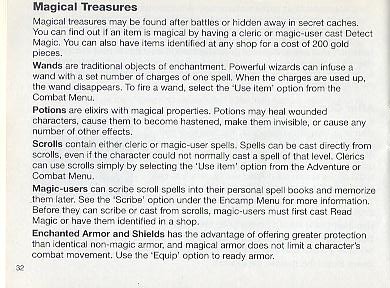 Magical Treasures
Magical treasures may be found after battles or hidden away in secret caches.
You can find out if an item is magical by having a cleric or magic-user cast Detect
Magic. You can also have items identified at any shop for a cost of 200 gold
pieces.
Wands are traditional objects of enchantment. Powerful wizards can infuse a
wand with a set number of charges of one spell. When the charges are used up,
the wand disappears. To fire a wand, select the 'Use item' option from the
Combat Menu.
Potions are elixirs with magical properties. Potions may heal wounded
characters, cause them to become hastened, make them invisible, or cause any
number of other effects.
Scrolls contain either cleric or magic-user spells. Spells can be cast directly from
scrolls, even if the character could not normally cast a spell of that level. Clerics
can use scrolls simply by selecting the 'Use item' option from the Adventure or
Combat Menu.
Magic-users can scribe scroll spells into their personal spell books and memorize
them later. See the 'Scribe' option under the Encamp Menu for more information.
Before they can scribe or cast from scrolls, magic-users must first cast Read
Magic or have them identified in a shop.
Enchanted Armor and Shields has the advantage of offering greater protection
than identical non-magic armor, and magical armor does not limit a character's
combat movement. Use the 'Equip' option to ready armor.
32